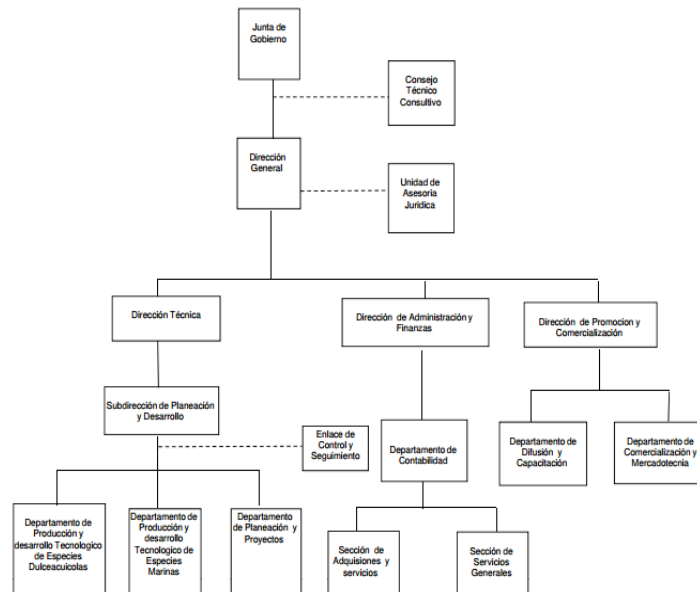 Junta de
Gobierno
Consejo
Técnico
Consultivo
Dirección
General
Unidad de
Asesoría
Jurídica
Dirección Técnica
Dirección de Administración y
Finanzas
Dirección de Promocion y
Comercialización
Subdirección de Planeación
y Desarrollo
Enlace de
Control y
Seguimiento
Departamento de
Contabilidad
Departamento de
Difusión y
Capacitación
Departamento de
Comercialización y
Mercadotecnia
Departamento de
Producción y
desarrollo Tecnologico
de Especies
Dulceacuicolas
Departamento de
Producción y
desarrollo
Tecnologico de
Especies
Marinas
Departamento
de Planeación y
Proyectos
Sección de
Adquisiones y
servicios
Sección de
Servicios
Generales